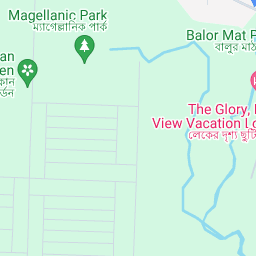 Magellanic Park
ম্যাগেল্লানিক পার্ক
Balor Mat
বালুর মাঠ
The Glory,
View Vacation Lo
লেকের দৃশ্য ছুটি